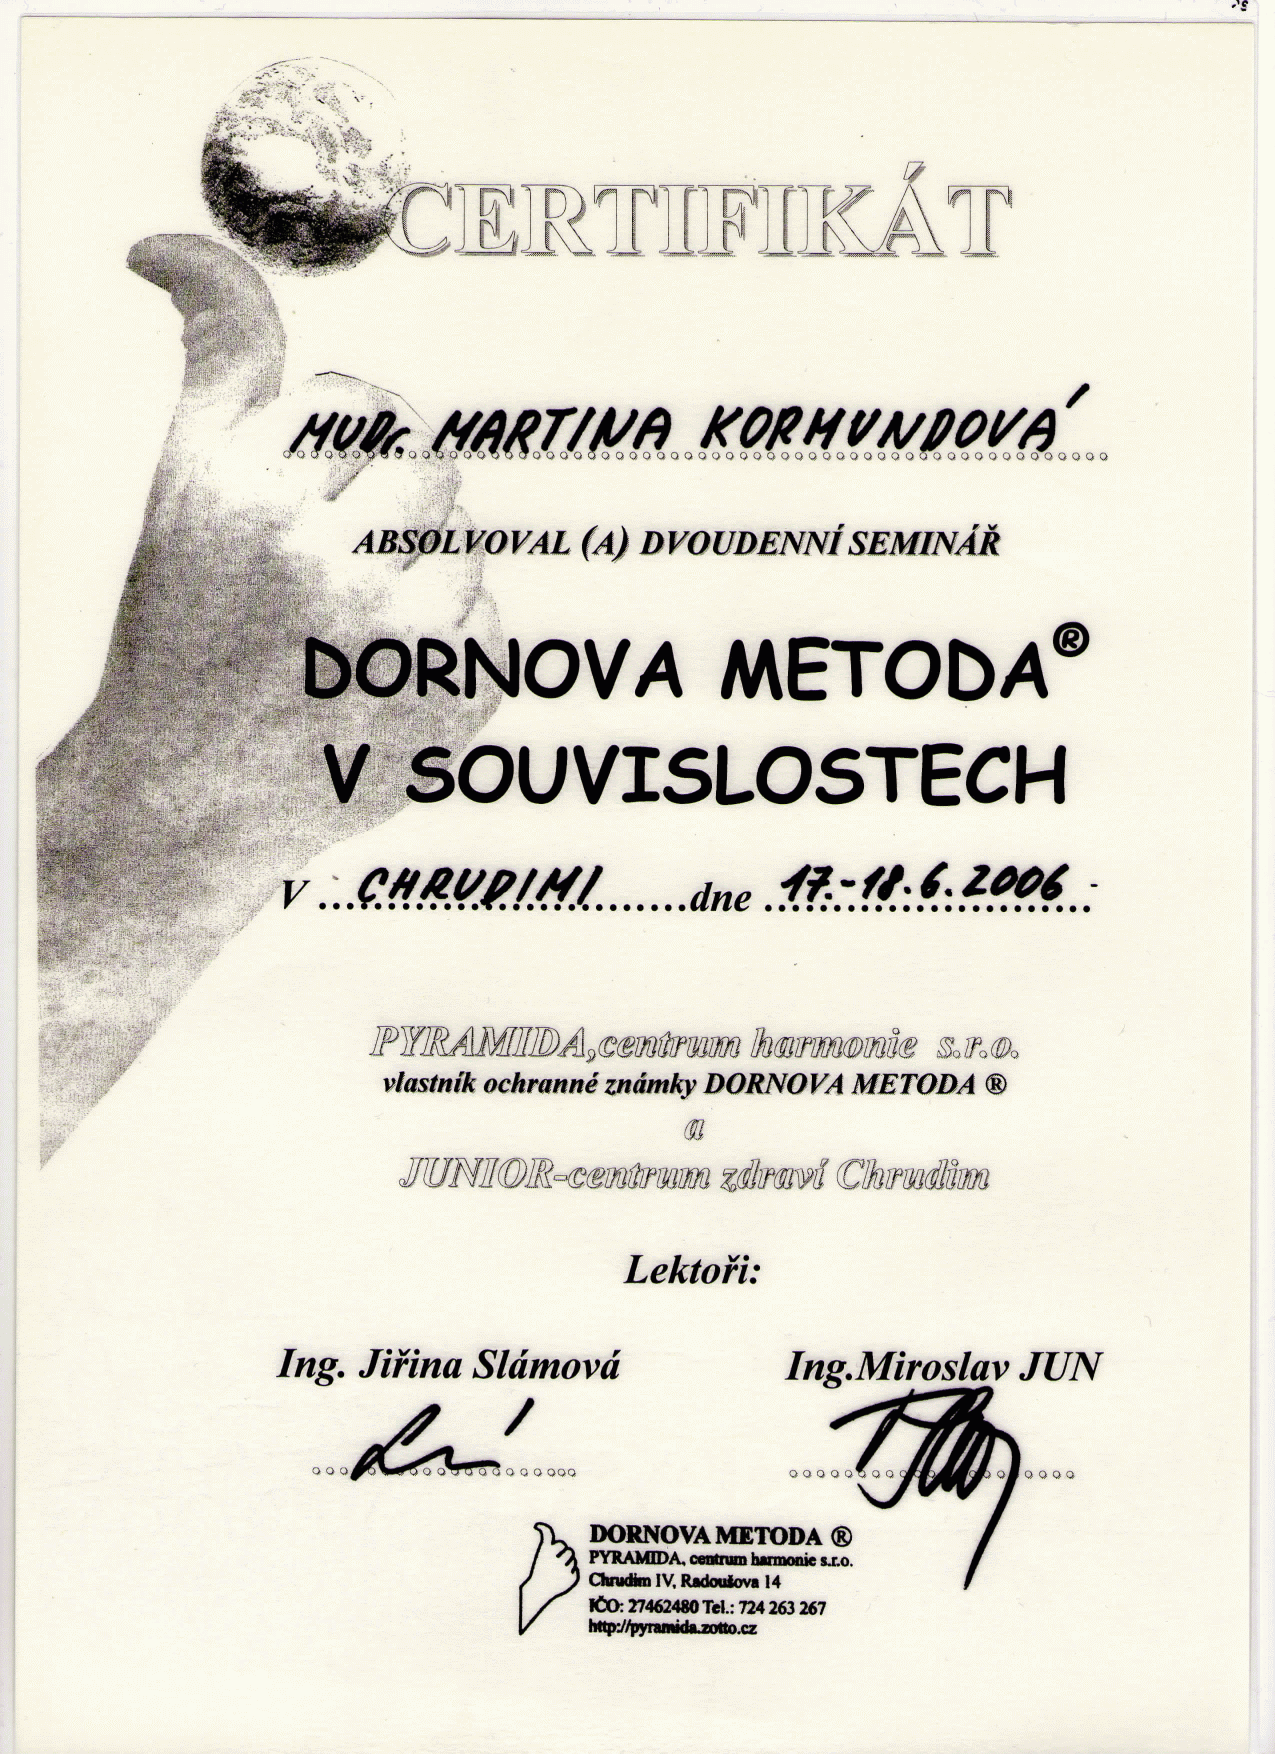 CERTIFIKÁT
MUDr. MARTINA KORMUNDOVÁ
ABSOLVOVAL (A) DVOUDENNÍ SEMINÁŘ
DORNOVA METODA®
V SOUVISLOSTECH
V ...CHRUDIMI.......dne 17.-18.6.2006
PYRAMIDA,centrum harmonie s.r.o.
vlastník ochranné známky DORNOVA METODA ®
a
JUNIOR-centrum zdraví Chrudim
Lektoři:
Ing. Jiřina Slámová Ing.Miroslav JUN
DORNOVA METODA ®
PYRAMIDA, centrum harmonie s.r.o.
Chrudim IV, Radoušova 14
IČO: 27462480 Tel.: 724 263 267
http://pyramida.zotto.cz